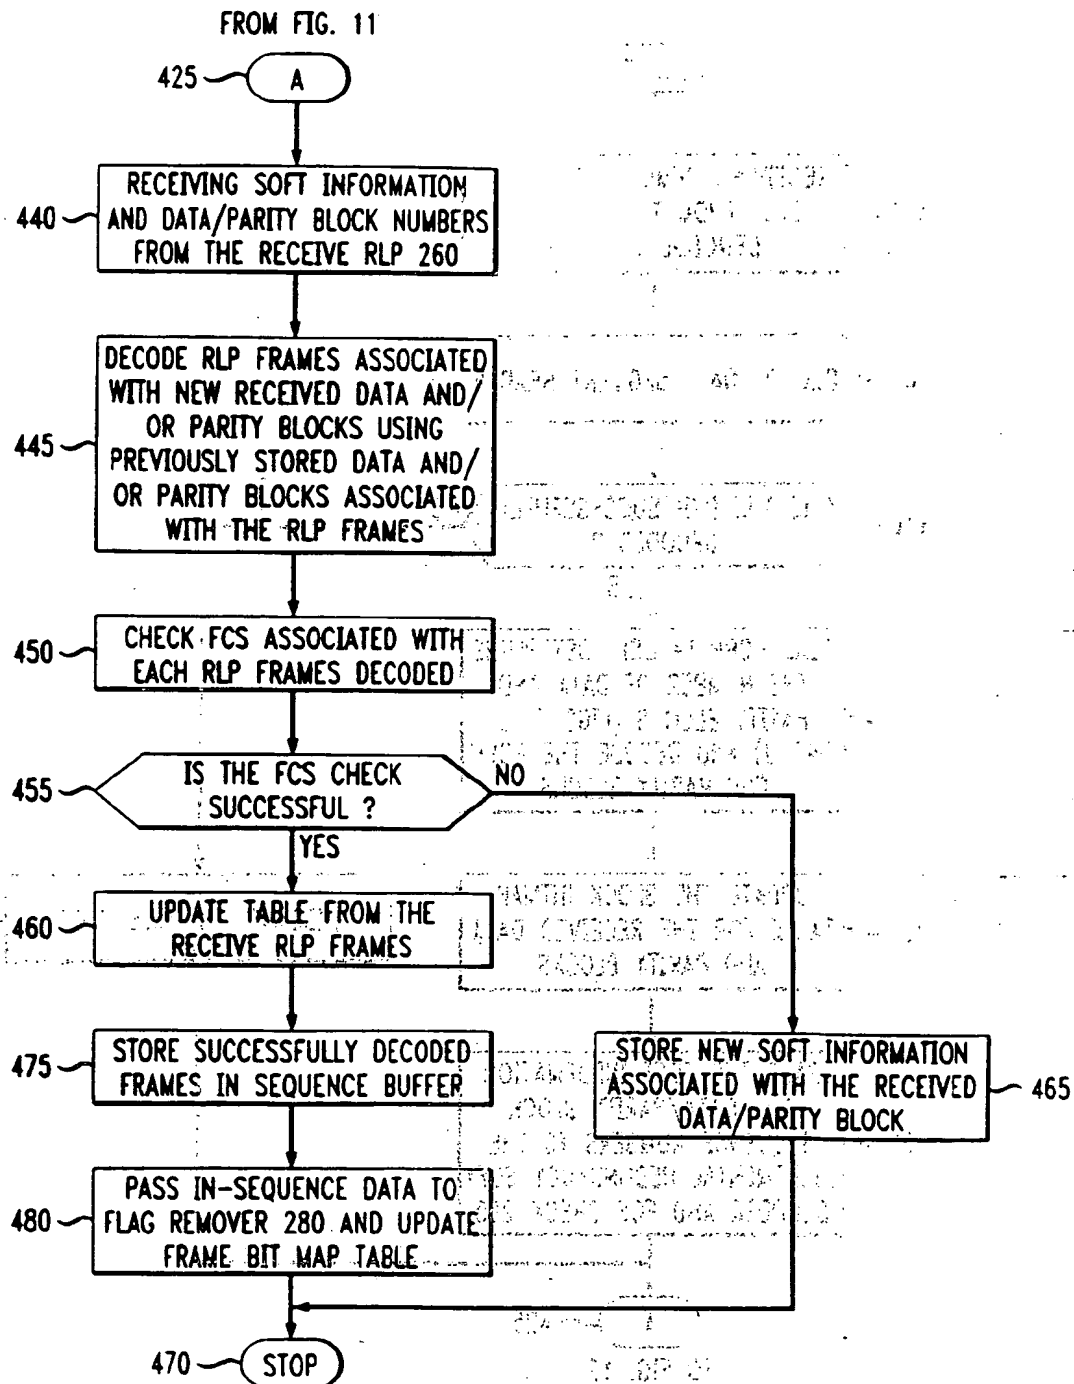 FROM FIG. 11
425
A
440
RECEIVING SOFT INFORMATION
AND DATA/PARITY BLOCK NUMBERS
FROM THE RECEIVE RLP 260
445
DECODE RLP FRAMES ASSOCIATED
WITH NEW RECEIVED DATA AND/
OR PARITY BLOCKS USING
PREVIOUSLY STORED DATA AND/
OR PARITY BLOCKS ASSOCIATED
WITH THE RLP FRAMES
450
CHECK FCS ASSOCIATED WITH
EACH RLP FRAMES DECODED
455
IS THE FCS CHECK
SUCCESSFUL ?
NO
YES
460
UPDATE TABLE FROM THE
RECEIVE RLP FRAMES
475
STORE SUCCESSFULLY DECODED
FRAMES IN SEQUENCE BUFFER
STORE NEW SOFT INFORMATION
ASSOCIATED WITH THE RECEIVED
DATA/PARITY BLOCK
465
480
PASS IN-SEQUENCE DATA TO
FLAG REMOVER 280 AND UPDATE
FRAME BIT MAP TABLE
470
STOP